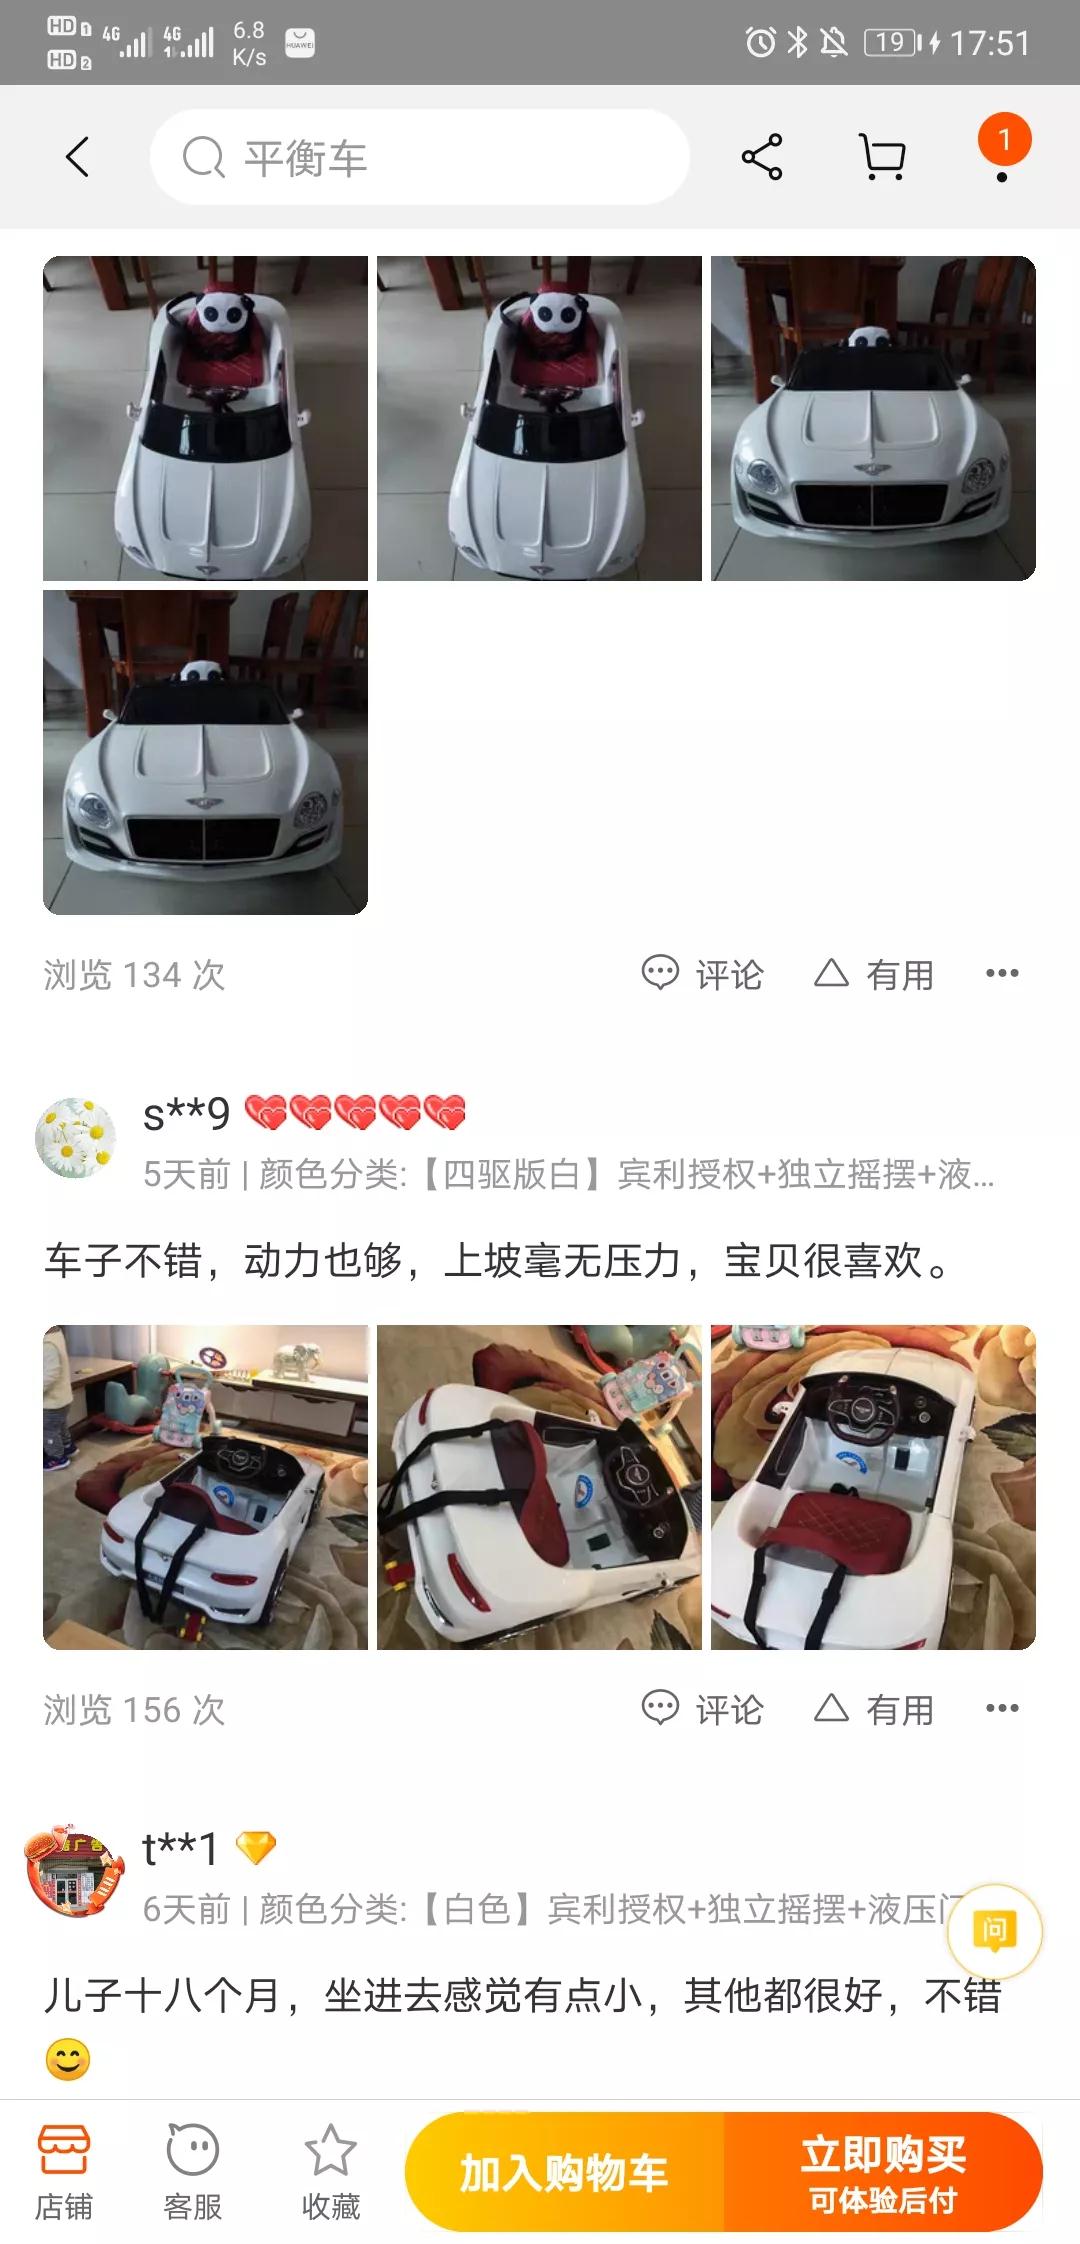 HD 1 4G 4G 6.8
HD 2 1 K/s HUAWEI 19 17:51
平衡车 1
浏览 134 次 评论 有用
s**9
5天前 | 颜色分类:【四驱版白】宾利授权+独立摇摆+液...
车子不错，动力也够，上坡毫无压力，宝贝很喜欢。
浏览 156 次 评论 有用
t**1
6天前 | 颜色分类:【白色】宾利授权+独立摇摆+液压
问
儿子十八个月，坐进去感觉有点小，其他都很好，不错
店铺 客服 收藏
加入购物车
立即购买
可体验后付